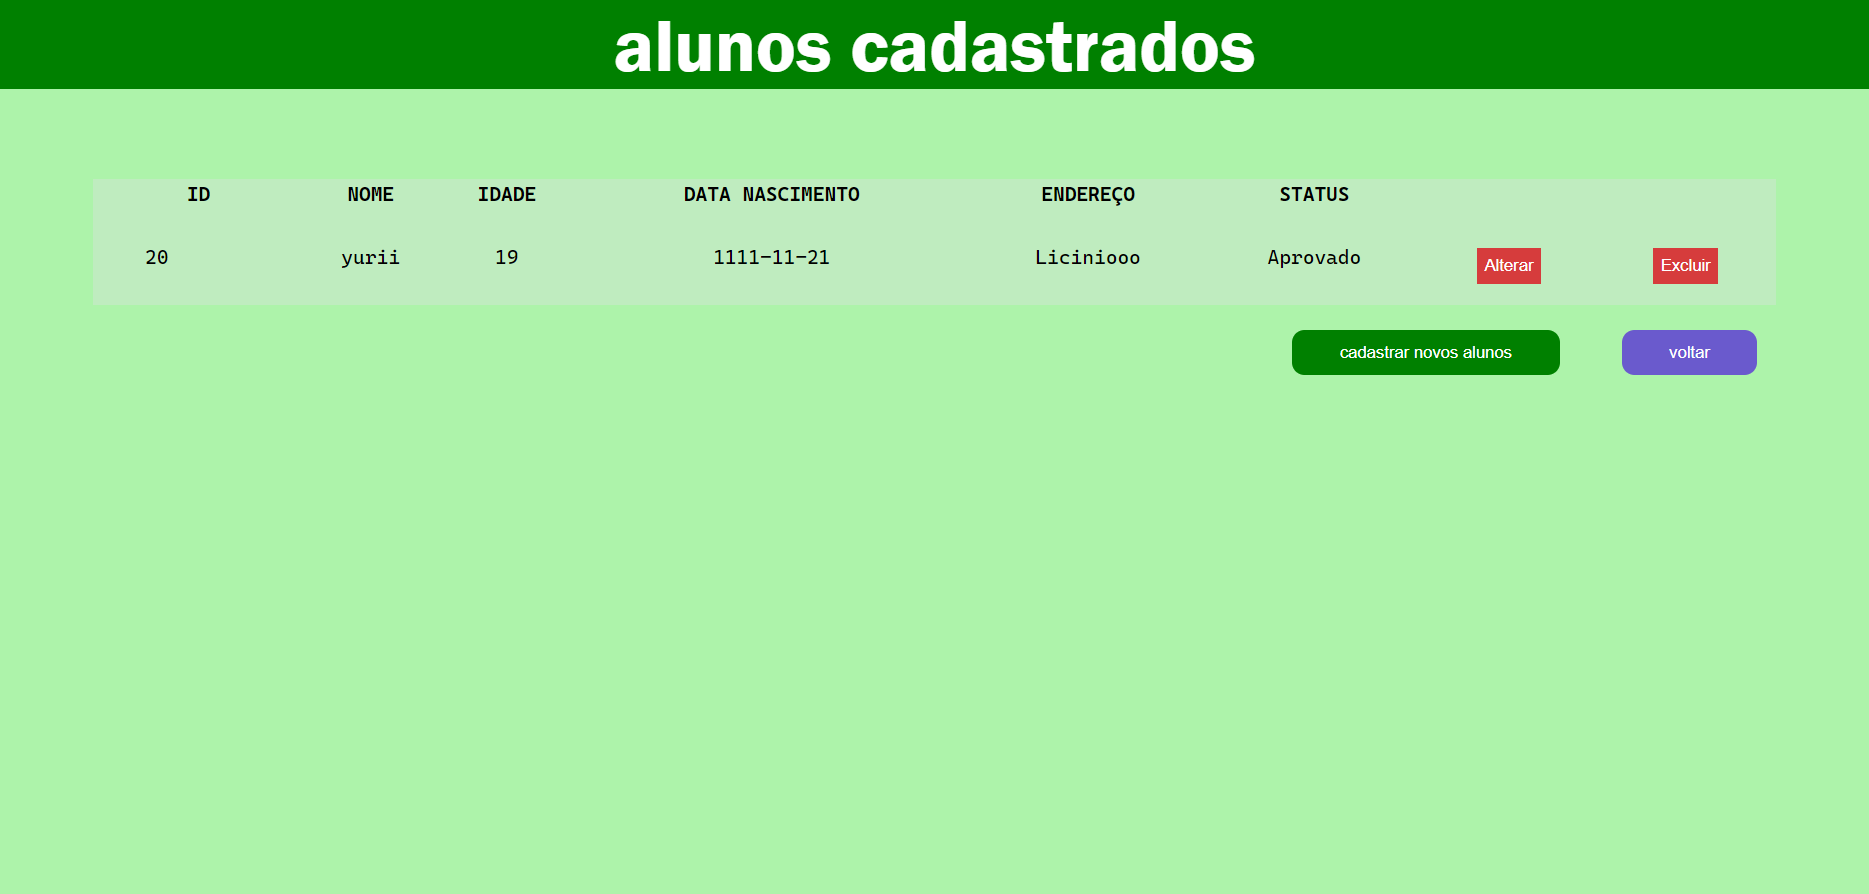 alunos cadastrados
ID NOME IDADE DATA NASCIMENTO ENDEREÇO STATUS
20 yurii 19 1111-11-21 Liciniooo Aprovado Alterar Excluir
cadastrar novos alunos voltar